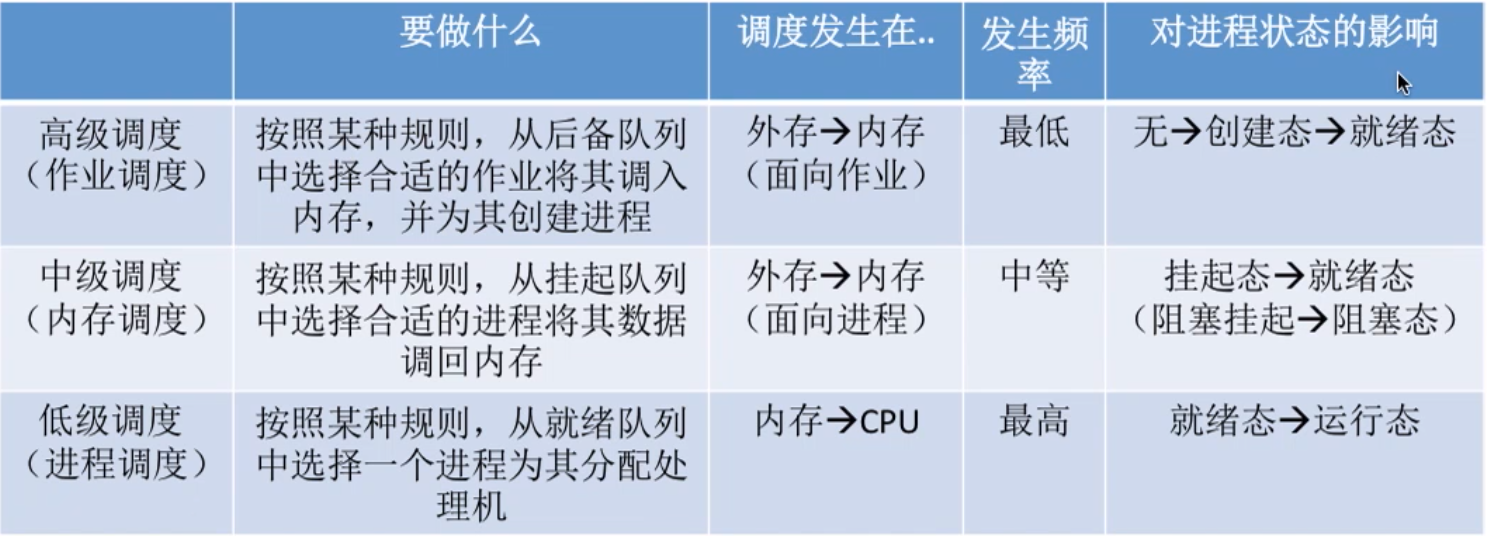 要做什么
调度发生在..
发生频
率
对进程状态的影响
高级调度
（作业调度）
按照某种规则，从后备队列
中选择合适的作业将其调入
内存，并为其创建进程
外存→内存
（面向作业）
最低
无→创建态→就绪态
中级调度
（内存调度）
按照某种规则，从挂起队列
中选择合适的进程将其数据
调回内存
外存→内存
（面向进程）
中等
挂起态→就绪态
（阻塞挂起→阻塞态）
低级调度
（进程调度）
按照某种规则，从就绪队列
中选择一个进程为其分配处
理机
内存→CPU
最高
就绪态→运行态